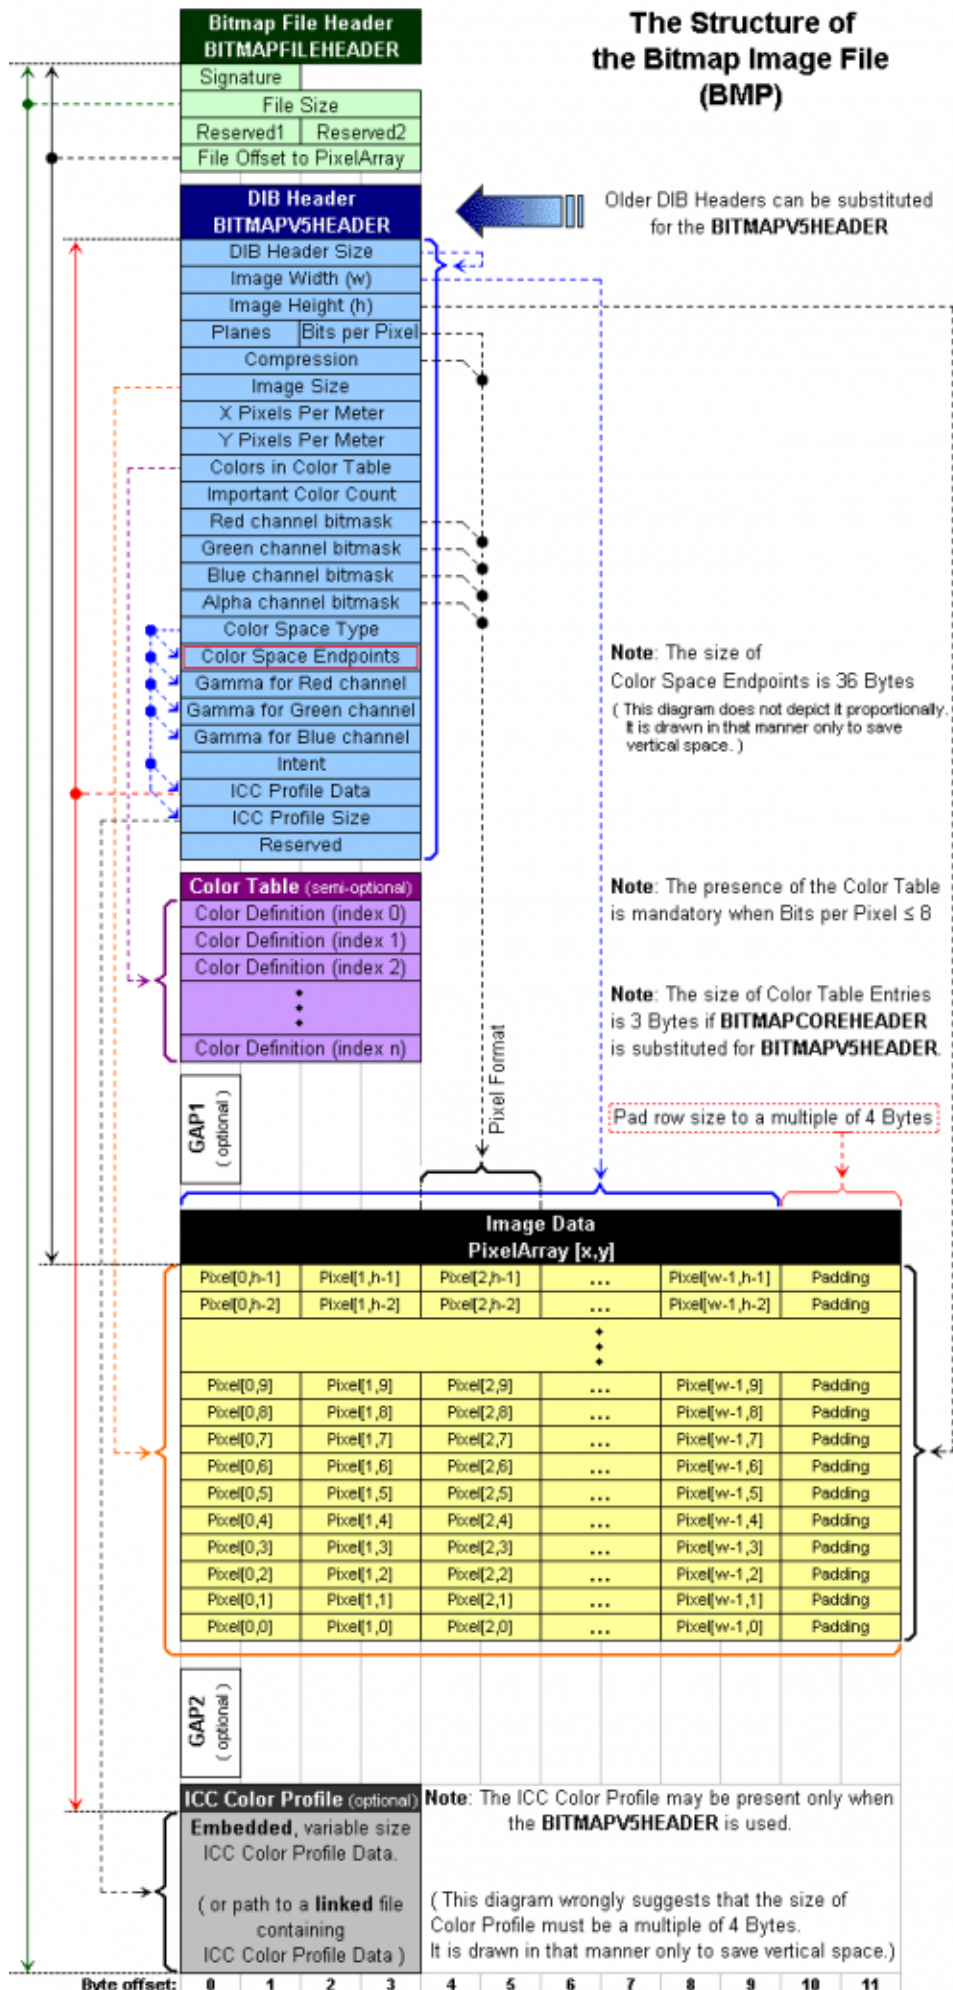 Bitmap File Header
BITMAPFILEHEADER
The Structure of
the Bitmap Image File
(BMP)
Signature
File Size
Reserved1 Reserved2
File Offset to PixelArray
DIB Header
BITMAPV5HEADER
Older DIB Headers can be substituted
for the BITMAPV5HEADER
DIB Header Size
Image Width (w)
Image Height (h)
Planes Bits per Pixel
Compression
Image Size
X Pixels Per Meter
Y Pixels Per Meter
Colors in Color Table
Important Color Count
Red channel bitmask
Green channel bitmask
Blue channel bitmask
Alpha channel bitmask
Color Space Type
Color Space Endpoints
Gamma for Red channel
Gamma for Green channel
Gamma for Blue channel
Intent
ICC Profile Data
ICC Profile Size
Reserved
Note: The size of
Color Space Endpoints is 36 Bytes
( This diagram does not depict it proportionally.
It is drawn in that manner only to save
vertical space. )
Color Table (semi-optional)
Color Definition (index 0)
Color Definition (index 1)
Color Definition (index 2)
Color Definition (index n)
Note: The presence of the Color Table
is mandatory when Bits per Pixel ≤ 8
Note: The size of Color Table Entries
is 3 Bytes if BITMAPCOREHEADER
is substituted for BITMAPV5HEADER.
GAP1
( optional )
Pixel Format
Pad row size to a multiple of 4 Bytes
Image Data
PixelArray [x,y]
Pixel[0,h-1] Pixel[1,h-1] Pixel[2,h-1] ... Pixel[w-1,h-1] Padding
Pixel[0,h-2] Pixel[1,h-2] Pixel[2,h-2] ... Pixel[w-1,h-2] Padding
Pixel[0,9] Pixel[1,9] Pixel[2,9] ... Pixel[w-1,9] Padding
Pixel[0,8] Pixel[1,8] Pixel[2,8] ... Pixel[w-1,8] Padding
Pixel[0,7] Pixel[1,7] Pixel[2,7] ... Pixel[w-1,7] Padding
Pixel[0,6] Pixel[1,6] Pixel[2,6] ... Pixel[w-1,6] Padding
Pixel[0,5] Pixel[1,5] Pixel[2,5] ... Pixel[w-1,5] Padding
Pixel[0,4] Pixel[1,4] Pixel[2,4] ... Pixel[w-1,4] Padding
Pixel[0,3] Pixel[1,3] Pixel[2,3] ... Pixel[w-1,3] Padding
Pixel[0,2] Pixel[1,2] Pixel[2,2] ... Pixel[w-1,2] Padding
Pixel[0,1] Pixel[1,1] Pixel[2,1] ... Pixel[w-1,1] Padding
Pixel[0,0] Pixel[1,0] Pixel[2,0] ... Pixel[w-1,0] Padding
GAP2
( optional )
ICC Color Profile (optional)
Embedded, variable size
ICC Color Profile Data.
( or path to a linked file
containing
ICC Color Profile Data )
Note: The ICC Color Profile may be present only when
the BITMAPV5HEADER is used.
( This diagram wrongly suggests that the size of
Color Profile must be a multiple of 4 Bytes.
It is drawn in that manner only to save vertical space.)
Byte offset: 0 1 2 3 4 5 6 7 8 9 10 11